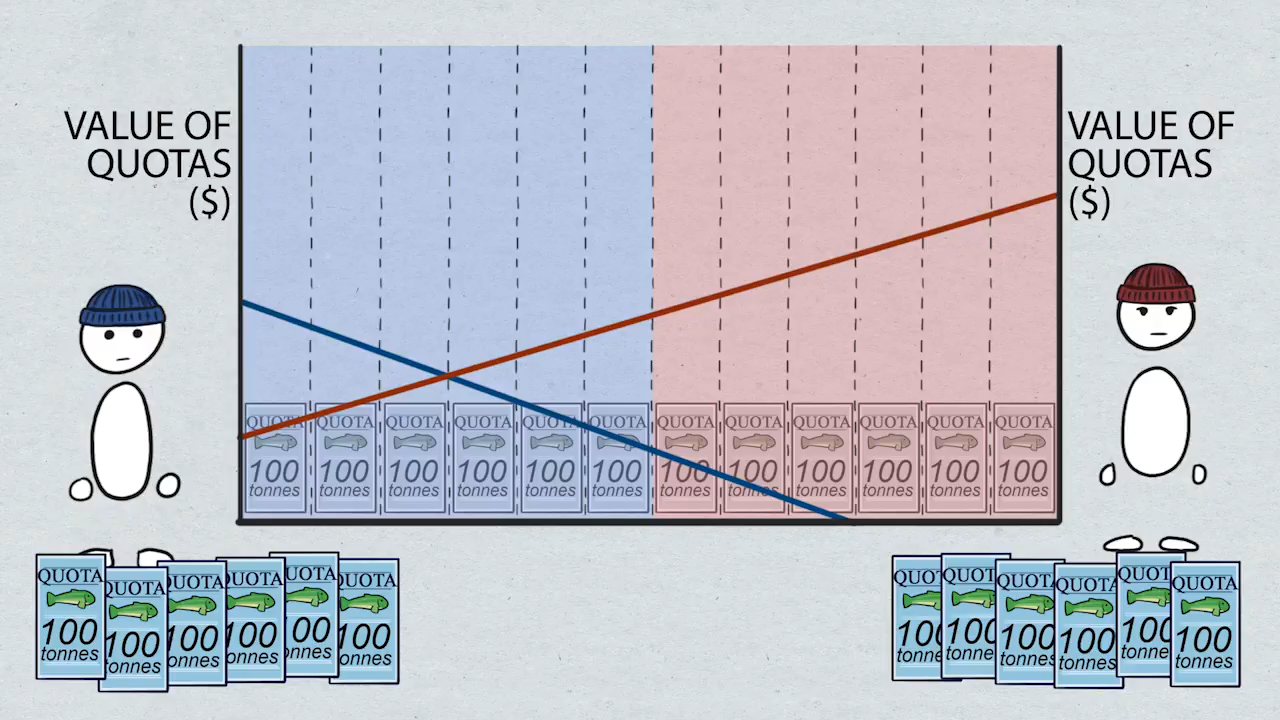 VALUE OF
QUOTAS
($)
VALUE OF
QUOTAS
($)
QUOTA QUOTA QUOTA QUOTA QUOTA QUOTA QUOTA QUOTA QUOTA QUOTA QUOTA QUOTA
100 100 100 100 100 100 100 100 100 100 100 100
tonnes tonnes tonnes tonnes tonnes tonnes tonnes tonnes tonnes tonnes tonnes tonnes
QUOTA QUOTA QUOTA QUOTA QUOTA QUOTA
100 100 100 100 100 100
tonnes tonnes tonnes tonnes tonnes tonnes
QUOTA QUOTA QUOTA QUOTA QUOTA QUOTA
100 100 100 100 100 100
tonnes tonnes tonnes tonnes tonnes tonnes